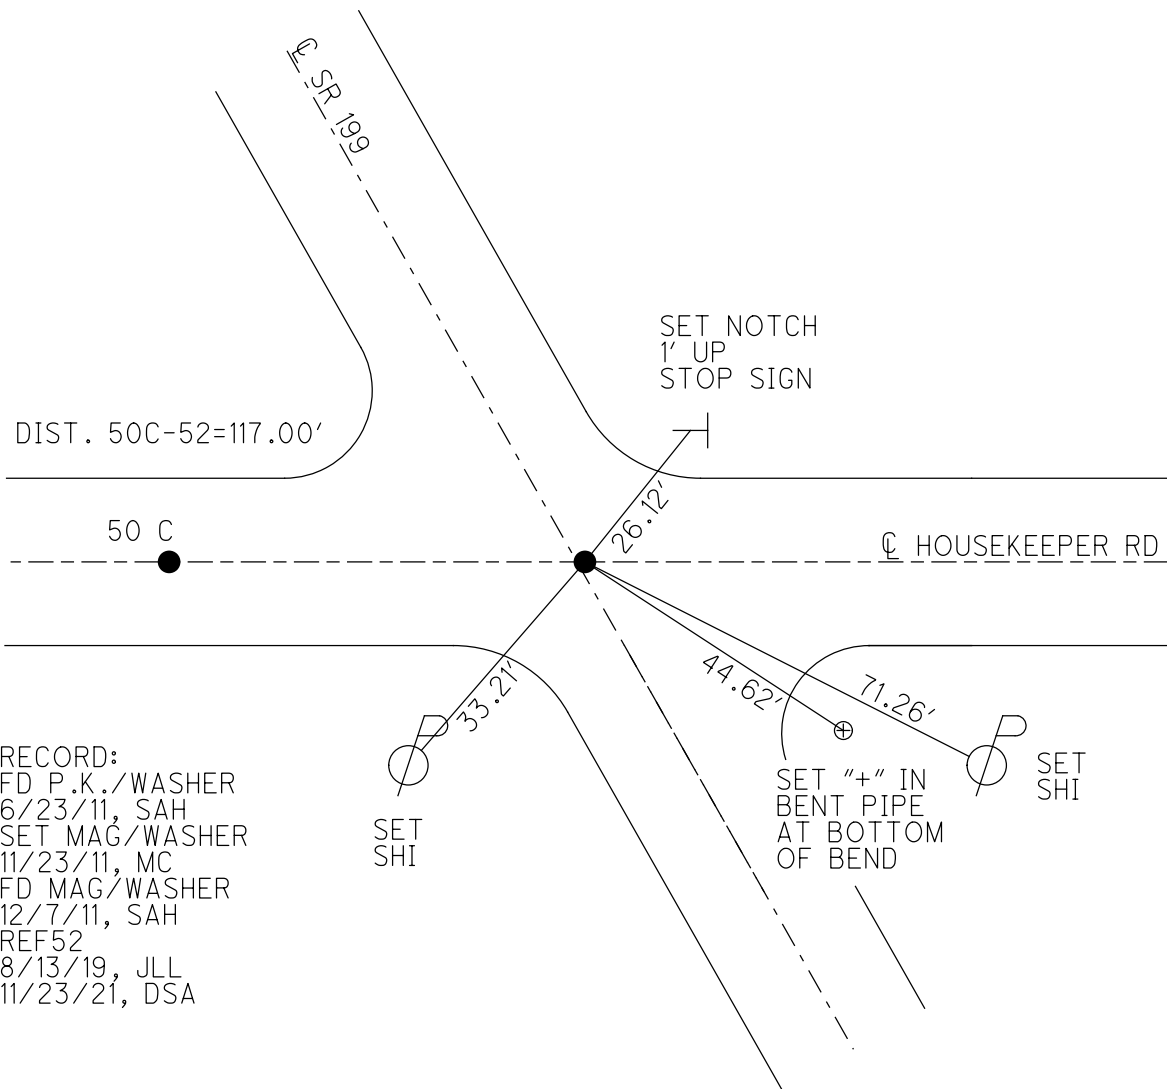 ℄ SR 199
SET NOTCH
1' UP
STOP SIGN
DIST. 50C-52=117.00'
50 C
26.12'
℄ HOUSEKEEPER RD
33.21'
44.62'
71.26'
RECORD:
FD P.K./WASHER
6/23/11, SAH
SET MAG/WASHER
11/23/11, MC
FD MAG/WASHER
12/7/11, SAH
REF52
8/13/19, JLL
11/23/21, DSA
SET
SHI
SET "+" IN
BENT PIPE
AT BOTTOM
OF BEND
SET
SHI